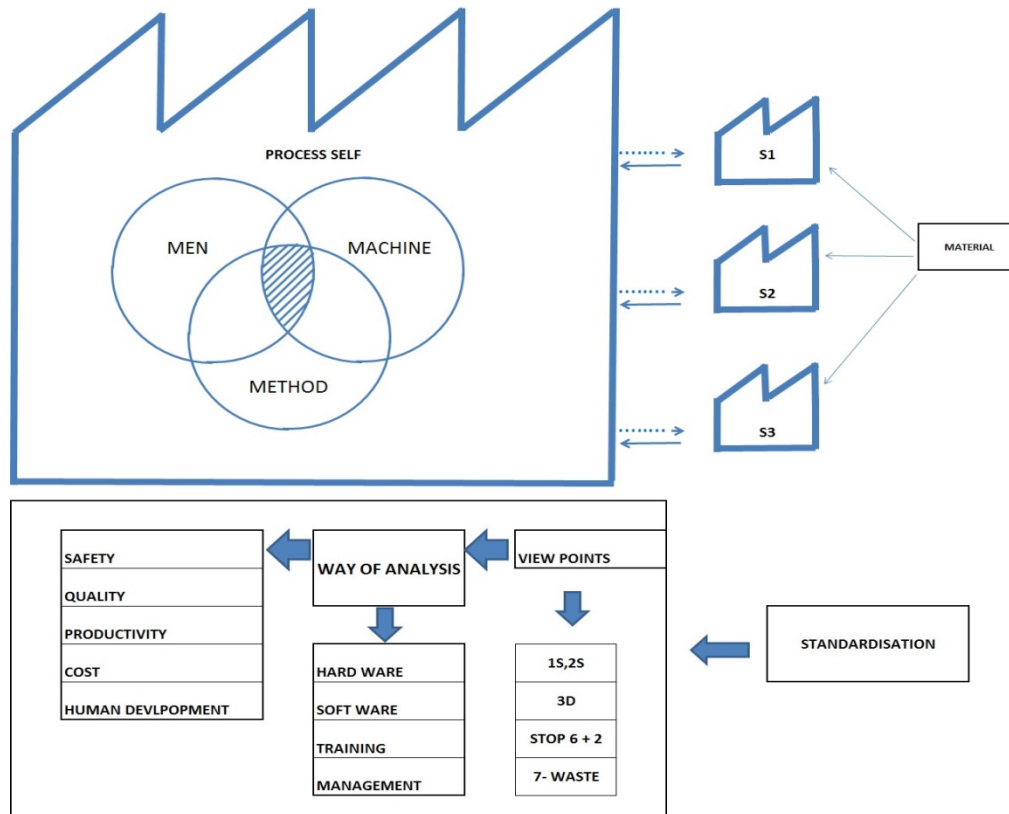 PROCESS SELF
MEN
MACHINE
METHOD
S1
S2
S3
MATERIAL
SAFETY
QUALITY
PRODUCTIVITY
COST
HUMAN DEVLPOPMENT
WAY OF ANALYSIS
HARD WARE
SOFT WARE
TRAINING
MANAGEMENT
VIEW POINTS
1S,2S
3D
STOP 6 + 2
7- WASTE
STANDARDISATION